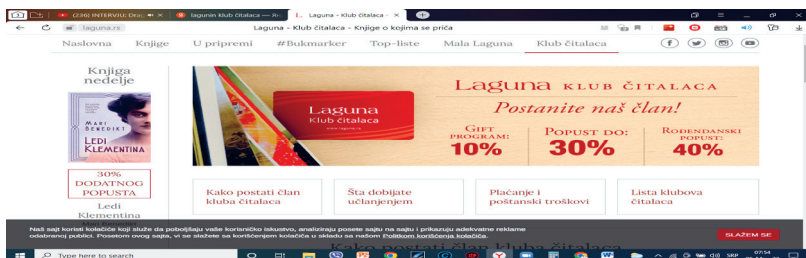 (236) INTERVJU: Drag
lagunin klub čitalaca — Ян
Laguna - Klub čitalaca -
laguna.rs
Laguna - Klub čitalaca - Knjige o kojima se priča
Naslovna Knjige U pripremi #Bukmarker Top-liste Mala Laguna Klub čitalaca
Knjiga
nedelje
MARI
BENEDIKT
LEDI
KLEMENTINA
30%
DODATNOG
POPUSTA
Ledi
Klementina
Laguna
Klub čitalaca
www.laguna.rs
Laguna KLUB ČITALACA
Postanite naš član!
GIFT
PROGRAM:
10%
POPUST DO:
30%
ROĐENDANSKI
POPUST:
40%
Kako postati član
kluba čitalaca
Šta dobijate
učlanjenjem
Plaćanje i
poštanski troškovi
Lista klubova
čitalaca
Naš sajt koristi kolačiće koji služe da poboljšaju vaše korisničko iskustvo, analiziraju posete sajtu na sajtu i prikazuju adekvatne reklame
odabranoj publici. Posetom ovog sajta, vi se slažete sa korišćenjem kolačića u skladu sa našom Politikom korišćenja kolačića.
SLAŽEM SE
Kako postati član kluba čitalaca
Type here to search
SRP
07:54